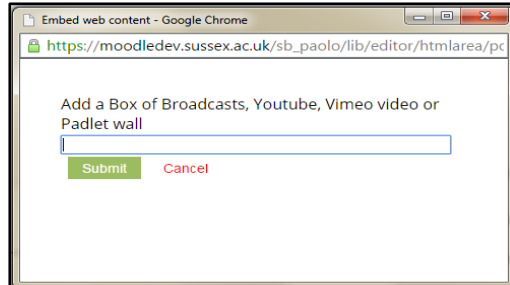 Embed web content - Google Chrome
https://moodledev.sussex.ac.uk/sb_paolo/lib/editor/htmlarea/pc
Add a Box of Broadcasts, Youtube, Vimeo video or
Padlet wall
Submit Cancel